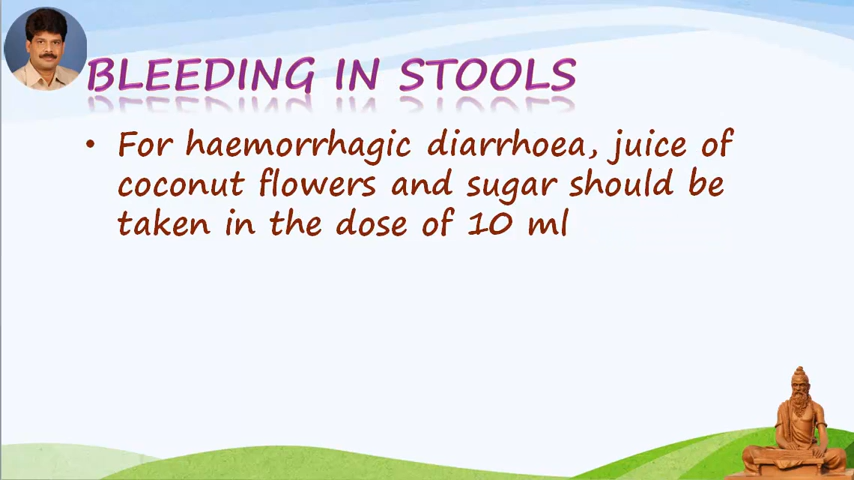 BLEEDING IN STOOLS
• For haemorrhagic diarrhoea, juice of
coconut flowers and sugar should be
taken in the dose of 10 ml